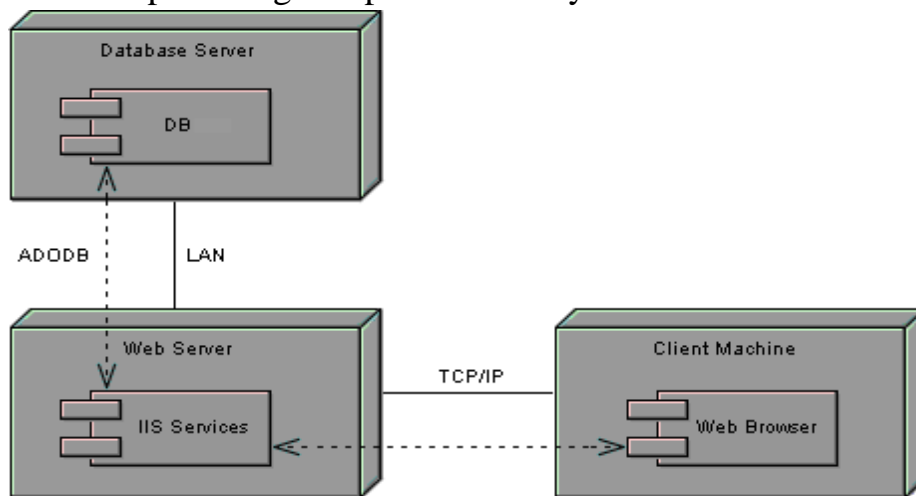 Database Server
DB
ADODB
LAN
Web Server
TCP/IP
Client Machine
IIS Services
Web Browser